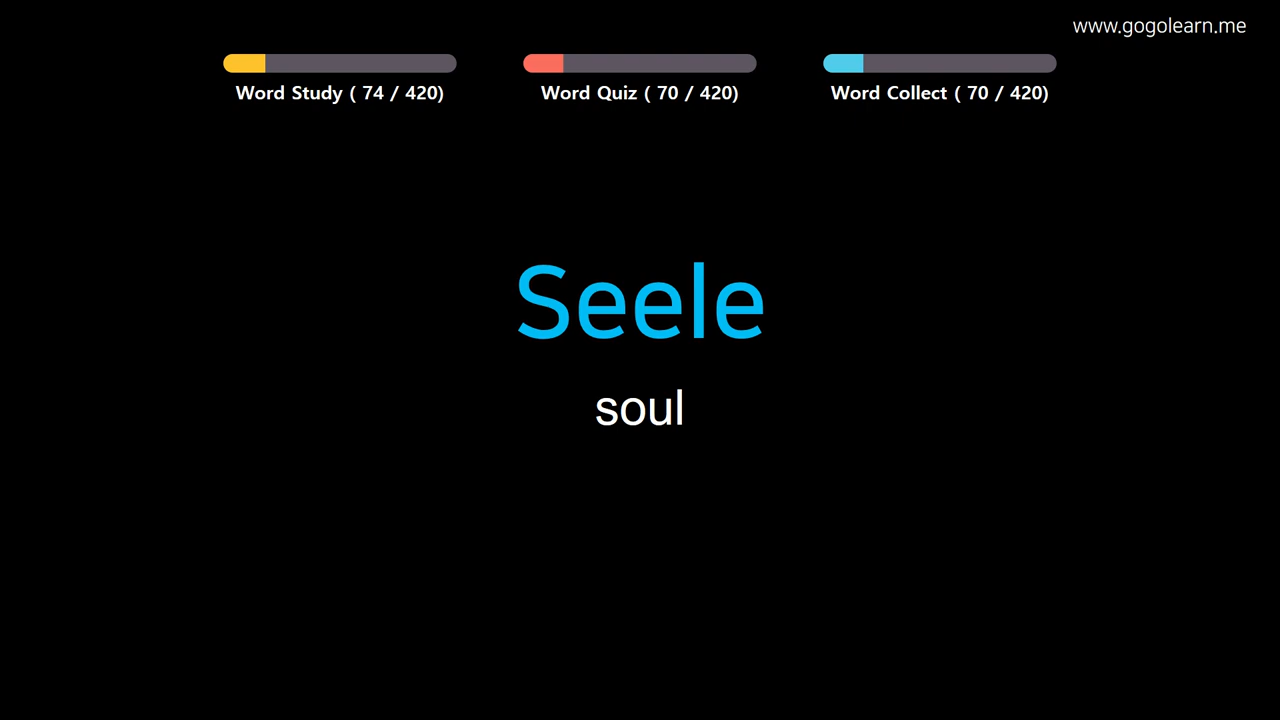 www.gogolearn.me
Word Study ( 74 / 420)
Word Quiz ( 70 / 420)
Word Collect ( 70 / 420)
Seele
soul